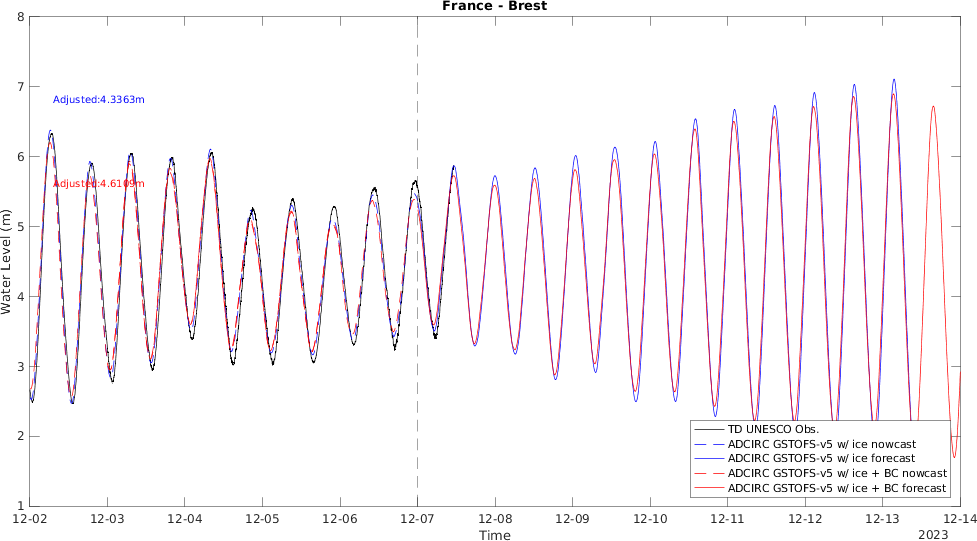 France - Brest
8
7
6
5
4
3
2
1
Water Level (m)
Adjusted:4.3363m
Adjusted:4.6109m
TD UNESCO Obs.
ADCIRC GSTOFS-v5 w/ ice nowcast
ADCIRC GSTOFS-v5 w/ ice forecast
ADCIRC GSTOFS-v5 w/ ice + BC nowcast
ADCIRC GSTOFS-v5 w/ ice + BC forecast
12-02 12-03 12-04 12-05 12-06 12-07 12-08 12-09 12-10 12-11 12-12 12-13 12-14
Time
2023